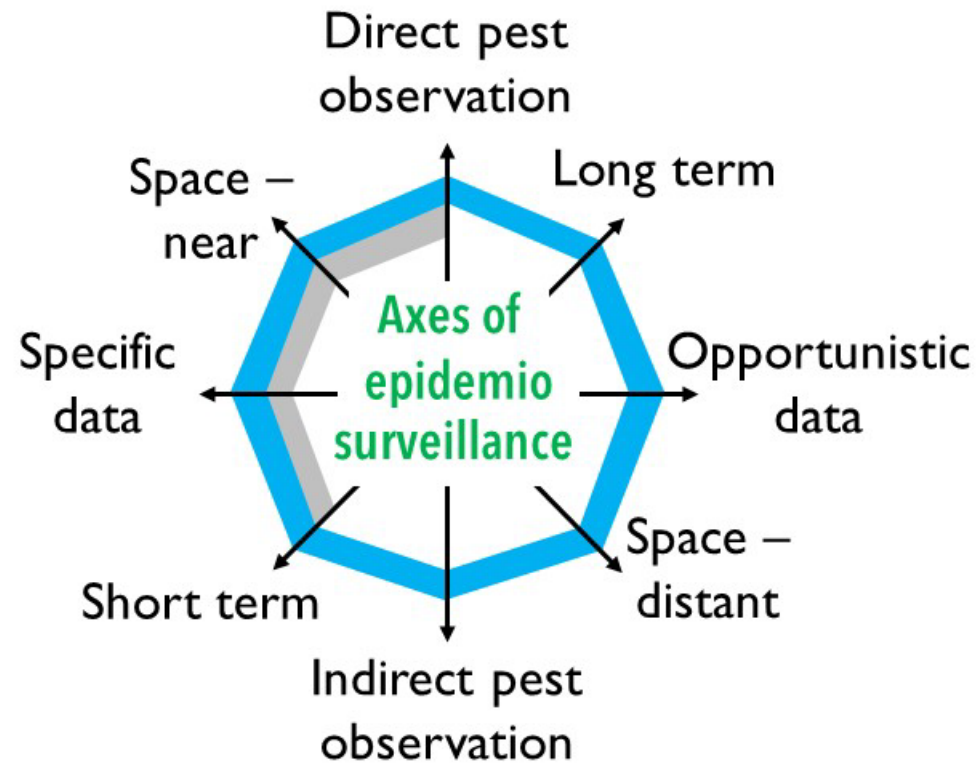 Direct pest
observation
Space –
near
Long term
Specific
data
Axes of
epidemio
surveillance
Opportunistic
data
Short term
Space –
distant
Indirect pest
observation